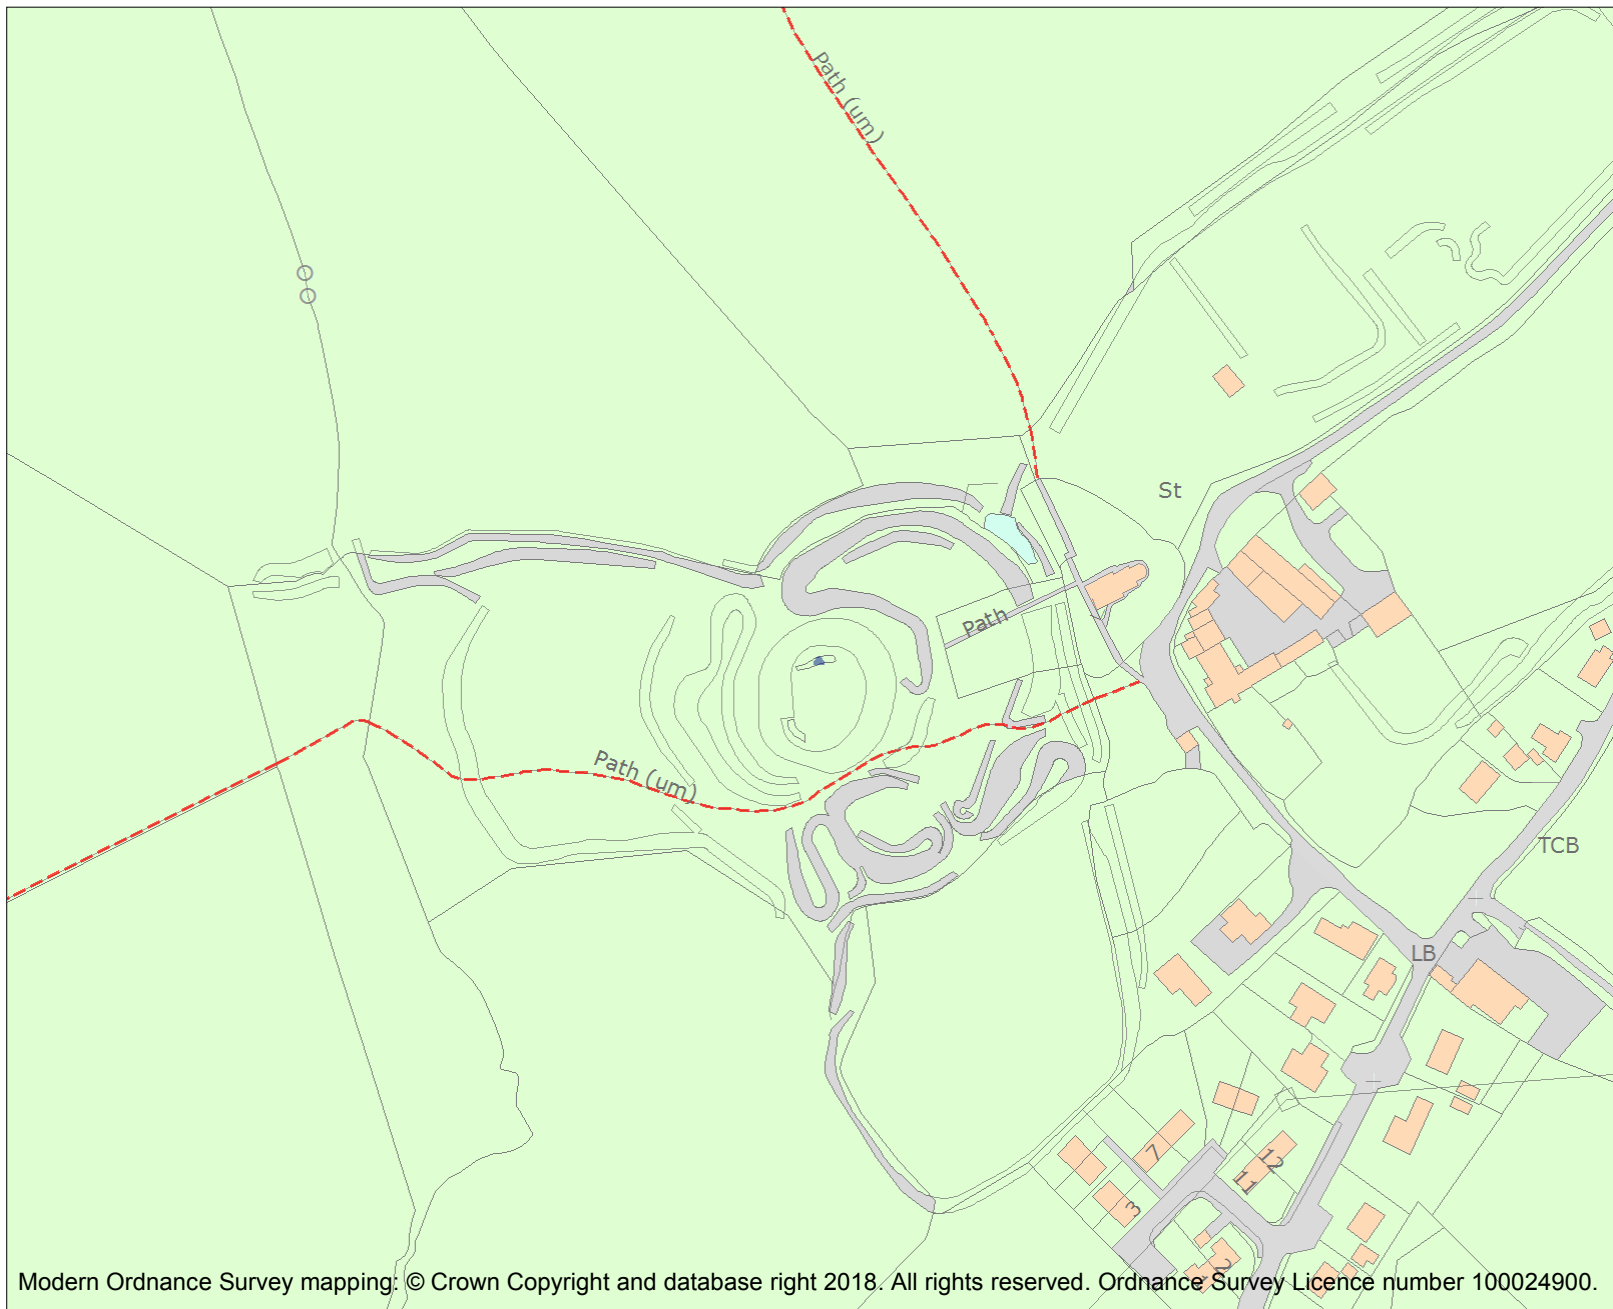 Path (um)
St
Path
Path (um)
TCB
LB
7
12
11
3
2
Modern Ordnance Survey mapping: © Crown Copyright and database right 2018. All rights reserved. Ordnance Survey Licence number 100024900.